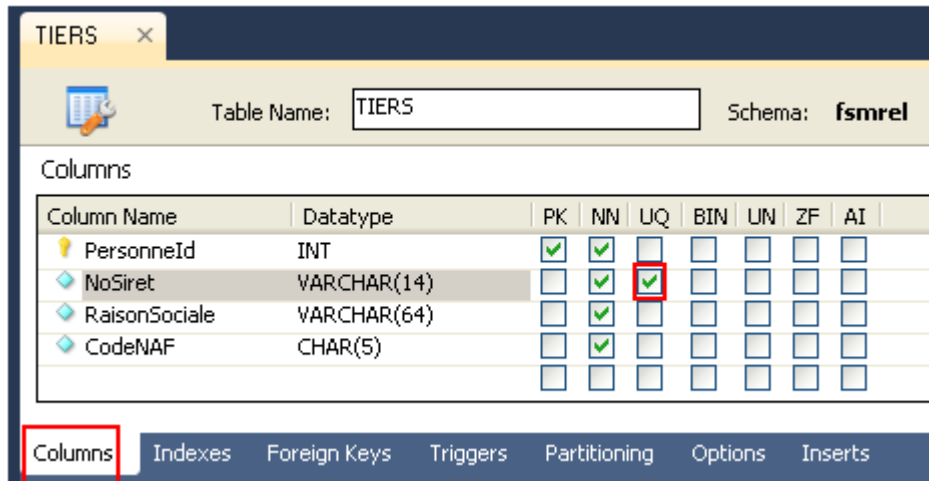 TIERS
Table Name: TIERS Schema: fsmrel
Columns
Column Name Datatype PK NN UQ BIN UN ZF AI
PersonneId INT
NoSiret VARCHAR(14)
RaisonSociale VARCHAR(64)
CodeNAF CHAR(5)
Columns Indexes Foreign Keys Triggers Partitioning Options Inserts